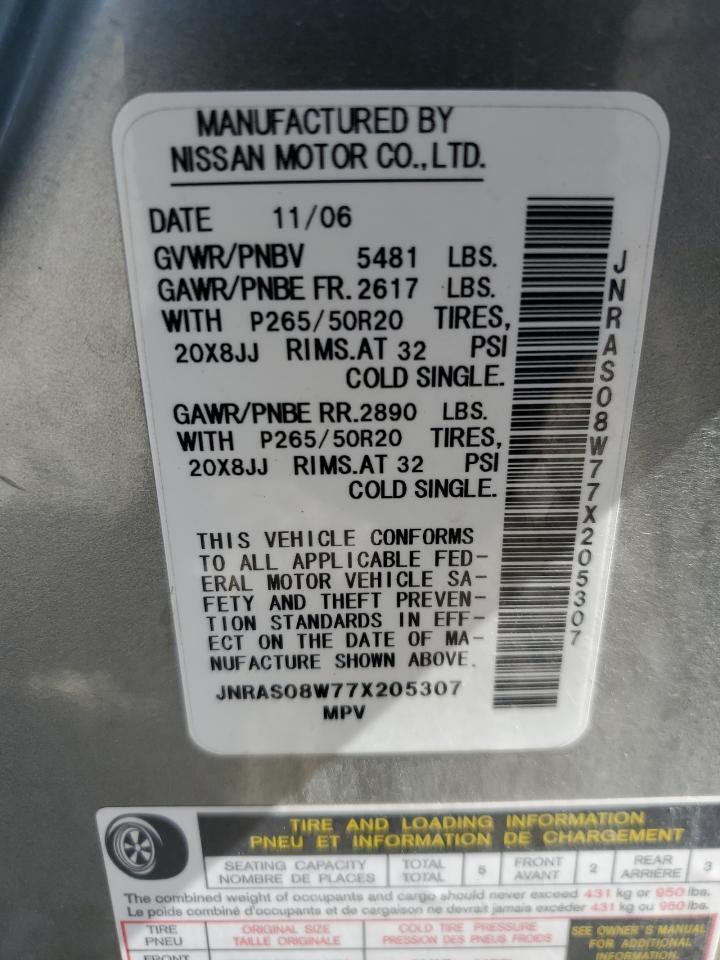 MANUFACTURED BY
NISSAN MOTOR CO.,LTD.
DATE 11/06
GVWR/PNBV 5481 LBS.
GAWR/PNBE FR. 2617 LBS.
WITH P265/50R20 TIRES,
20X8JJ RIMS.AT 32 PSI
COLD SINGLE.
GAWR/PNBE RR. 2890 LBS.
WITH P265/50R20 TIRES,
20X8JJ RIMS.AT 32 PSI
COLD SINGLE.
THIS VEHICLE CONFORMS
TO ALL APPLICABLE FED-
ERAL MOTOR VEHICLE SA-
FETY AND THEFT PREVEN-
TION STANDARDS IN EFF-
ECT ON THE DATE OF MA-
NUFACTURE SHOWN ABOVE.
JNRAS08W77X205307
MPV
JNRAS08W77X205307
TIRE AND LOADING INFORMATION
PNEU ET INFORMATION DE CHARGEMENT
SEATING CAPACITY TOTAL 5 FRONT 2 REAR 3
NOMBRE DE PLACES TOTAL AVANT ARRIÈRE
The combined weight of occupants and cargo should never exceed 431 kg or 950 lbs.
Le poids combiné d'occupants et de cargaison ne devrait jamais excéder 431 kg ou 950 lbs.
TIRE ORIGINAL SIZE COLD TIRE PRESSURE SEE OWNER'S MANUAL
PNEU TAILLE ORIGINALE PRESSION DES PNEUS FROIDS FOR ADDITIONAL
FRONT INFORMATION.